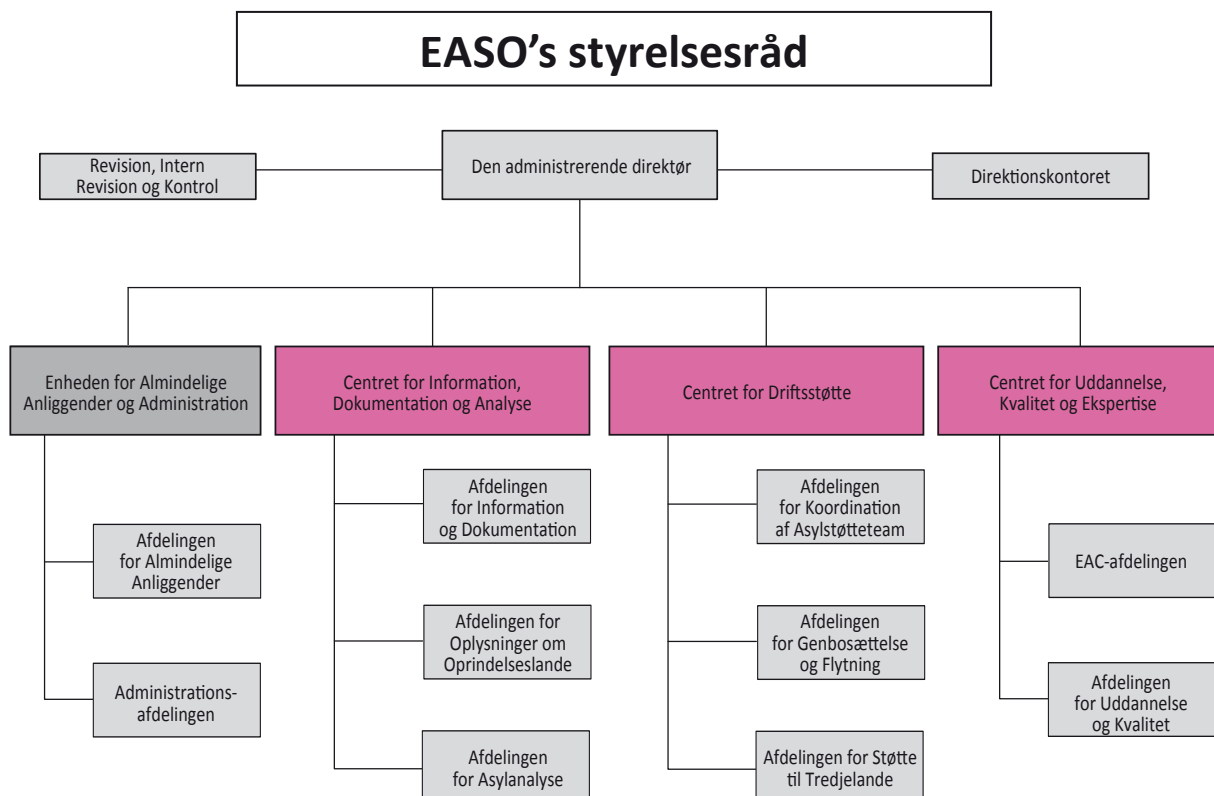 EASO’s styrelsesråd
Revision, Intern
Revision og Kontrol
Den administrerende direktør
Direktionskontoret
Enheden for Almindelige
Anliggender og Administration
Centret for Information,
Dokumentation og Analyse
Centret for Driftsstøtte
Centret for Uddannelse,
Kvalitet og Ekspertise
Afdelingen
for Almindelige
Anliggender
Administrations-
afdelingen
Afdelingen
for Information
og Dokumentation
Afdelingen for
Oplysninger om
Oprindelseslande
Afdelingen
for Asylanalyse
Afdelingen
for Koordination
af Asylstøtteteam
Afdelingen
for Genbosættelse
og Flytning
Afdelingen for Støtte
til Tredjelande
EAC-afdelingen
Afdelingen
for Uddannelse
og Kvalitet